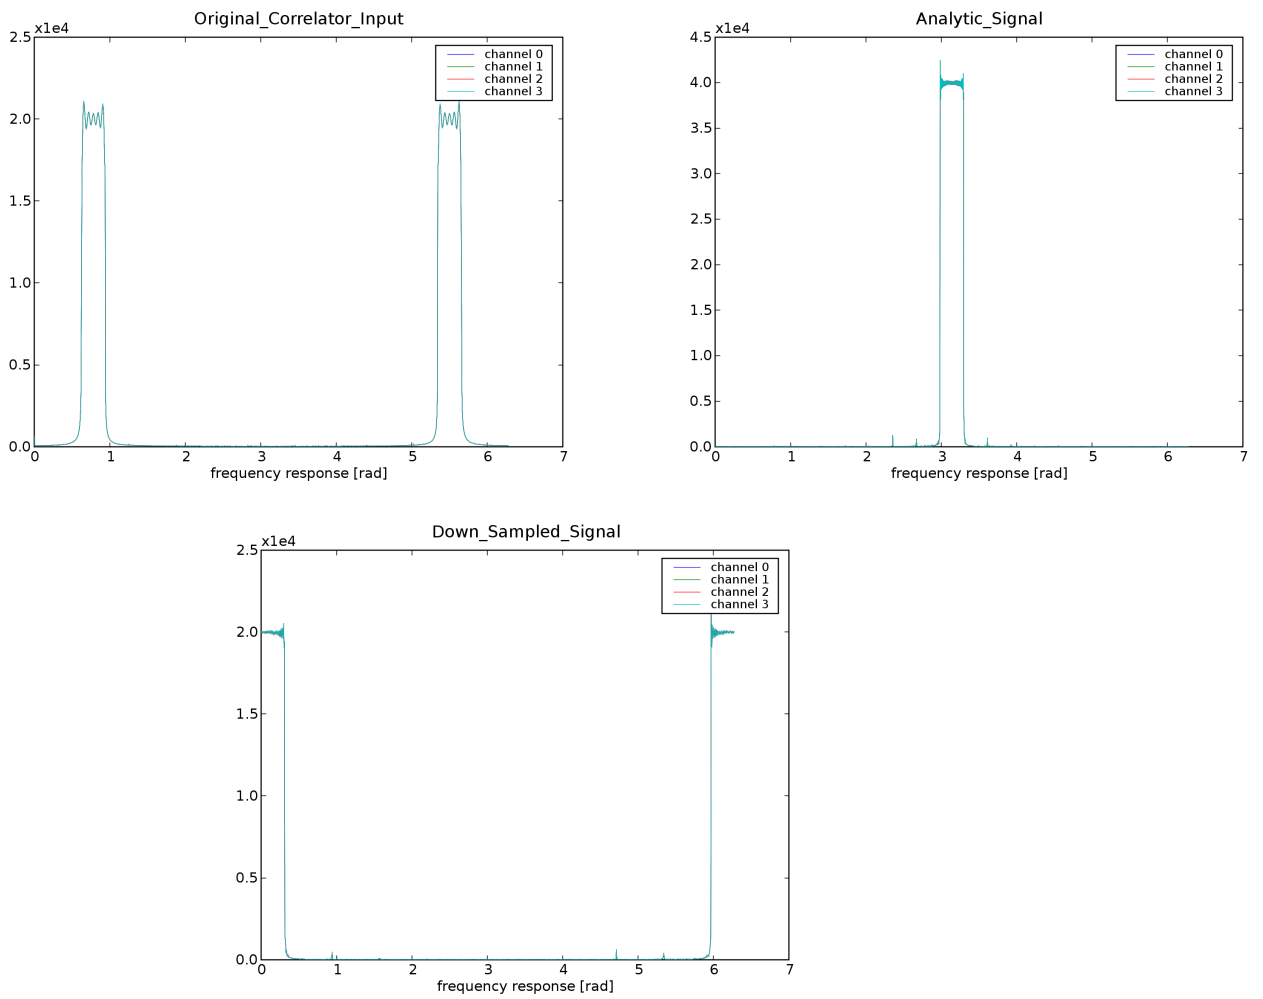 Original_Correlator_Input
x1e4
2.5
2.0
1.5
1.0
0.5
0.0
channel 0
channel 1
channel 2
channel 3
0 1 2 3 4 5 6 7
frequency response [rad]
Analytic_Signal
x1e4
4.5
4.0
3.5
3.0
2.5
2.0
1.5
1.0
0.5
0.0
channel 0
channel 1
channel 2
channel 3
0 1 2 3 4 5 6 7
frequency response [rad]
Down_Sampled_Signal
x1e4
2.5
2.0
1.5
1.0
0.5
0.0
channel 0
channel 1
channel 2
channel 3
0 1 2 3 4 5 6 7
frequency response [rad]